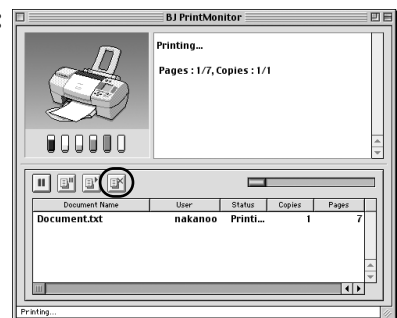 BJ PrintMonitor
Printing...
Pages : 1/7, Copies : 1/1
Document Name User Status Copies Pages
Document.txt nakanoo Printi... 1 7
Printing...